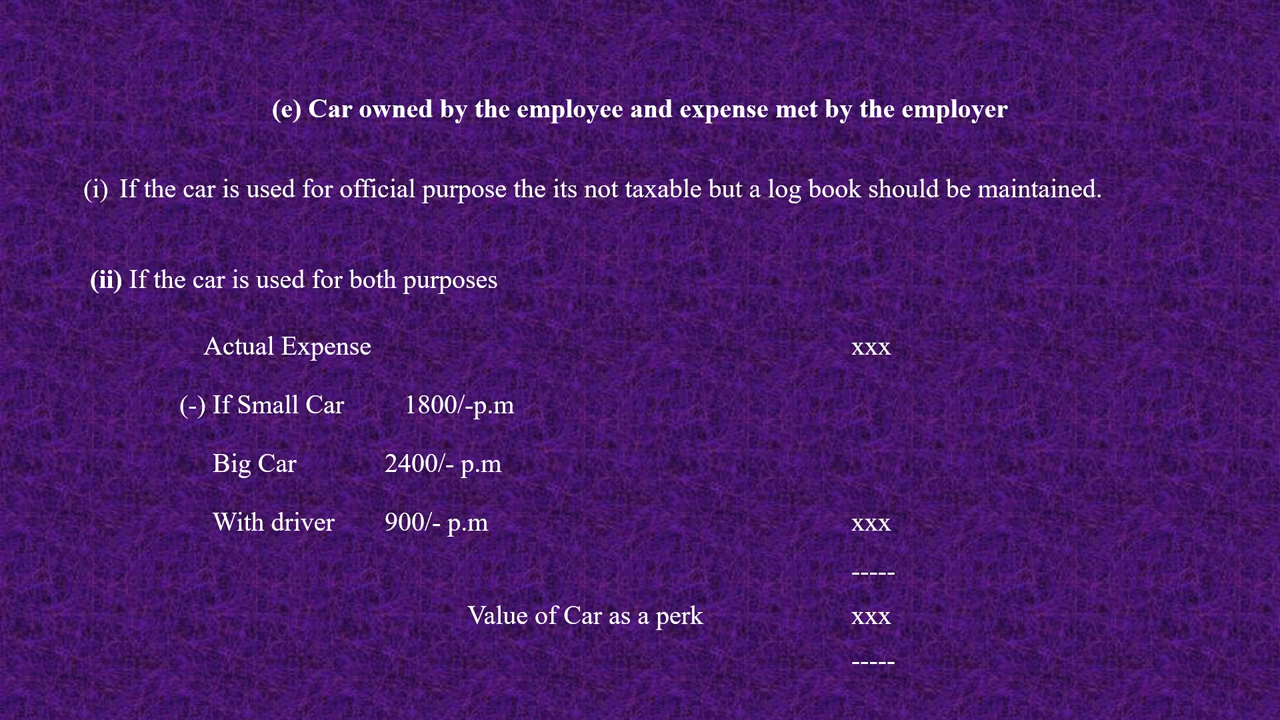 (e) Car owned by the employee and expense met by the employer
(i) If the car is used for official purpose the its not taxable but a log book should be maintained.
(ii) If the car is used for both purposes
Actual Expense xxx
(-) If Small Car 1800/-p.m
Big Car 2400/- p.m
With driver 900/- p.m xxx
-----
Value of Car as a perk xxx
-----